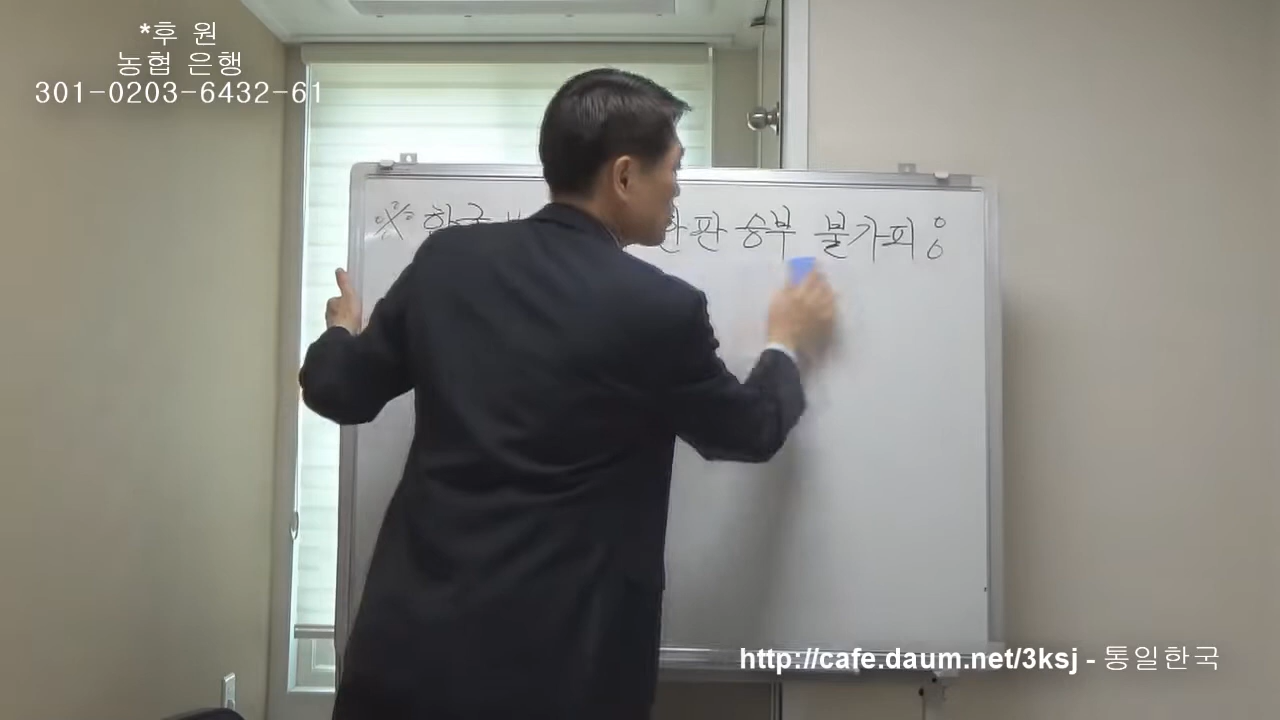 *후 원
농협 은행
301-0203-6432-61
※ 한국 판 승부 불가피
http://cafe.daum.net/3ksj - 통일한국